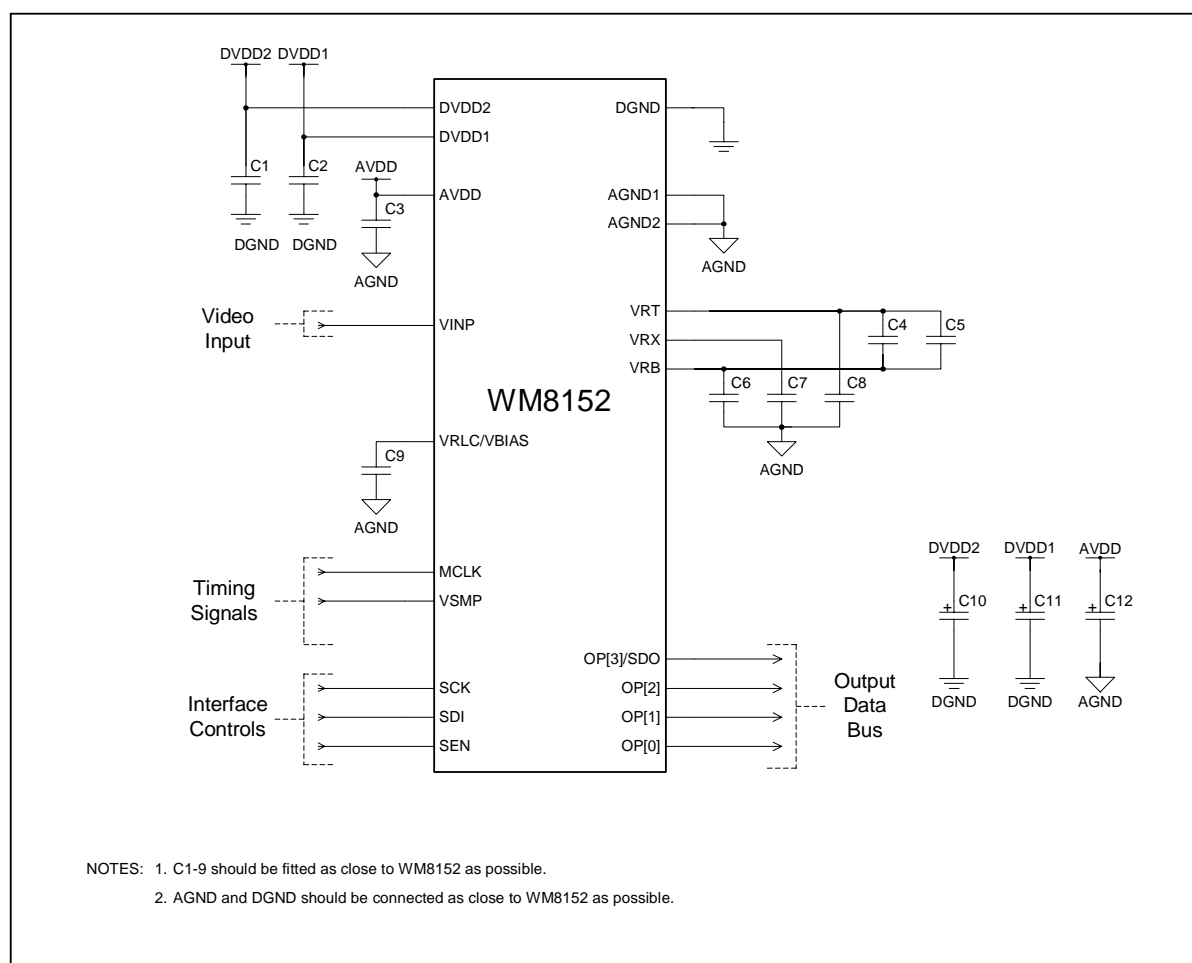 DVDD2 DVDD1
DVDD2
DGND
DVDD1
C1
C2
AVDD
AVDD
AGND1
C3
AGND2
DGND
DGND
AGND
AGND
Video
Input
VINP
VRT
C4
C5
VRX
VRB
C6
C7
C8
WM8152
VRLC/VBIAS
C9
AGND
AGND
DVDD2
DVDD1
AVDD
Timing
Signals
MCLK
VSMP
+
C10
+
C11
+
C12
OP[3]/SDO
Interface
Controls
SCK
SDI
SEN
OP[2]
OP[1]
OP[0]
Output
Data
Bus
DGND
DGND
AGND
NOTES: 1. C1-9 should be fitted as close to WM8152 as possible.
2. AGND and DGND should be connected as close to WM8152 as possible.